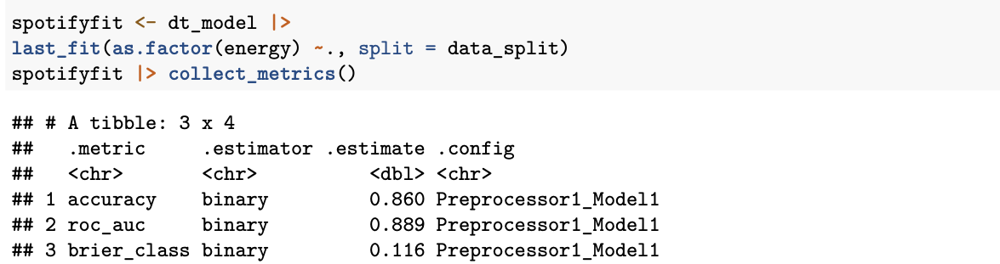 spotifyfit <- dt_model |>
last_fit(as.factor(energy) ~., split = data_split)
spotifyfit |> collect_metrics()
## # A tibble: 3 x 4
##   .metric     .estimator .estimate .config
##   <chr>       <chr>          <dbl> <chr>
## 1 accuracy    binary         0.860 Preprocessor1_Model1
## 2 roc_auc     binary         0.889 Preprocessor1_Model1
## 3 brier_class binary         0.116 Preprocessor1_Model1